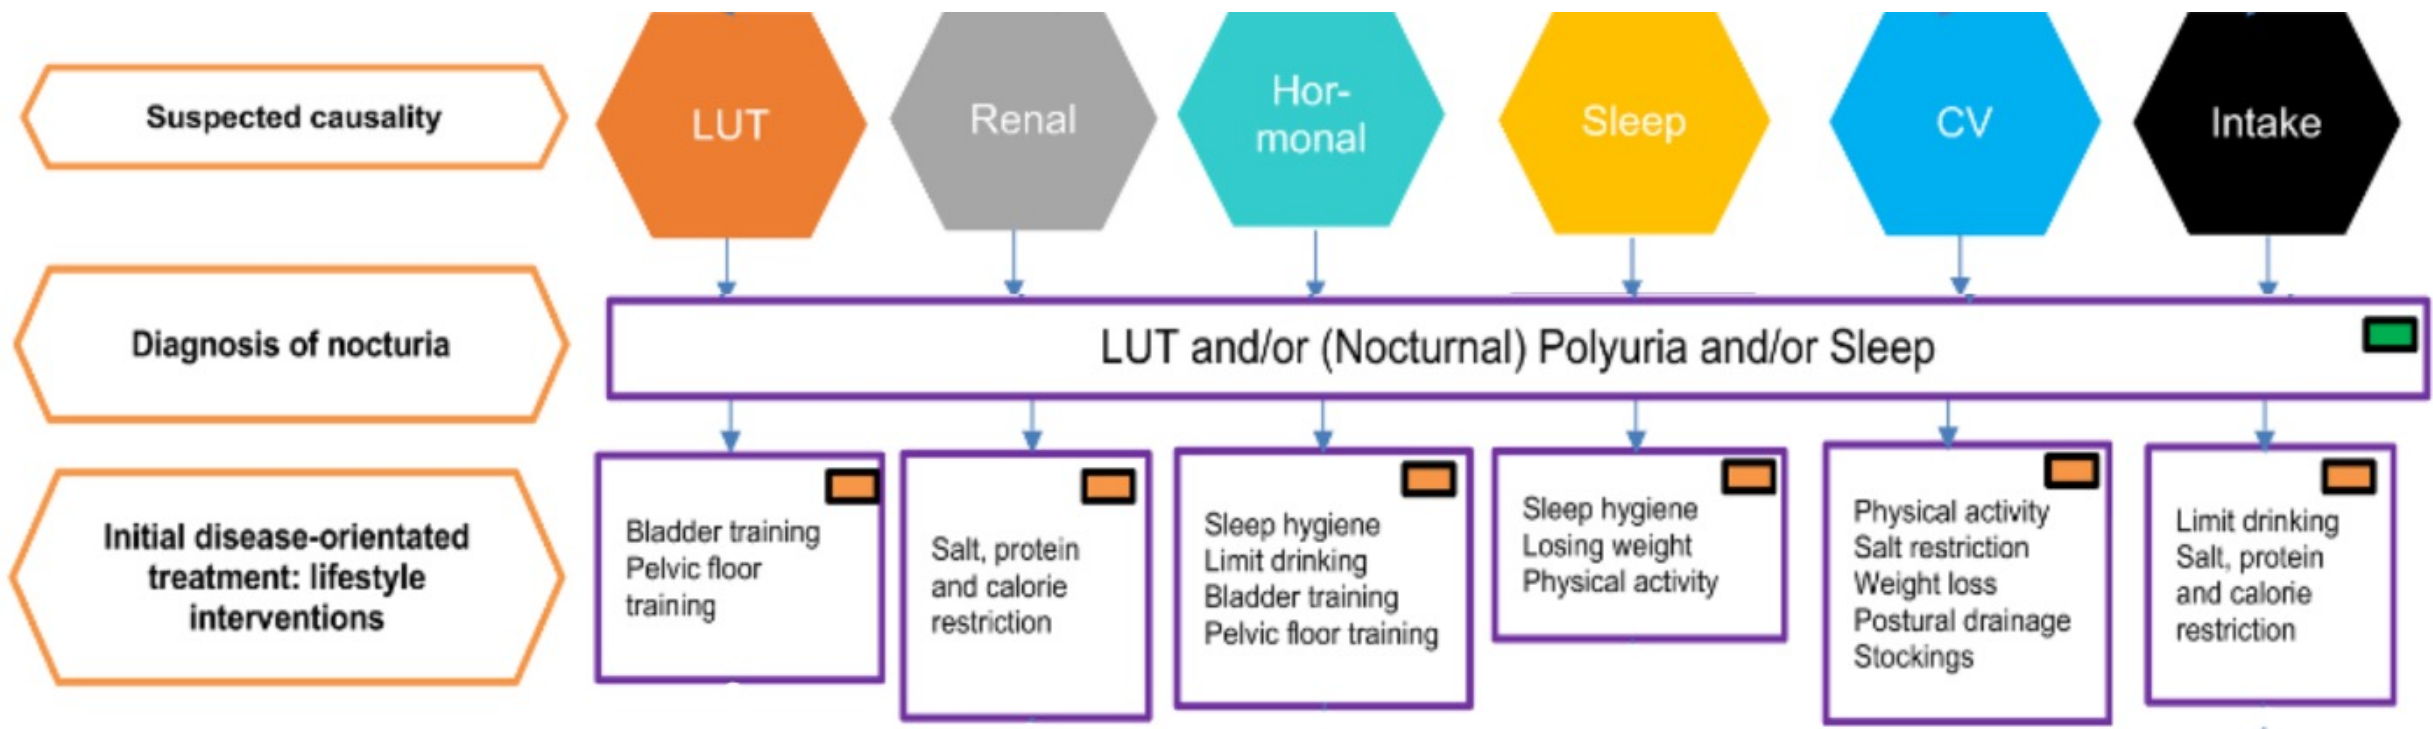 Suspected causality
LUT
Renal
Hor-
monal
Sleep
CV
Intake
Diagnosis of nocturia
LUT and/or (Nocturnal) Polyuria and/or Sleep
Initial disease-orientated
treatment: lifestyle
interventions
Bladder training
Pelvic floor
training
Salt, protein
and calorie
restriction
Sleep hygiene
Limit drinking
Bladder training
Pelvic floor training
Sleep hygiene
Losing weight
Physical activity
Physical activity
Salt restriction
Weight loss
Postural drainage
Stockings
Limit drinking
Salt, protein
and calorie
restriction